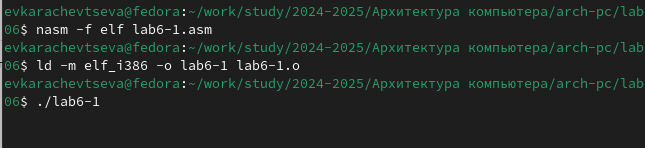 evkarachevtseva@fedora:~/work/study/2024-2025/Архитектура компьютера/arch-pc/lab
06$ nasm -f elf lab6-1.asm
evkarachevtseva@fedora:~/work/study/2024-2025/Архитектура компьютера/arch-pc/lab
06$ ld -m elf_i386 -o lab6-1 lab6-1.o
evkarachevtseva@fedora:~/work/study/2024-2025/Архитектура компьютера/arch-pc/lab
06$ ./lab6-1